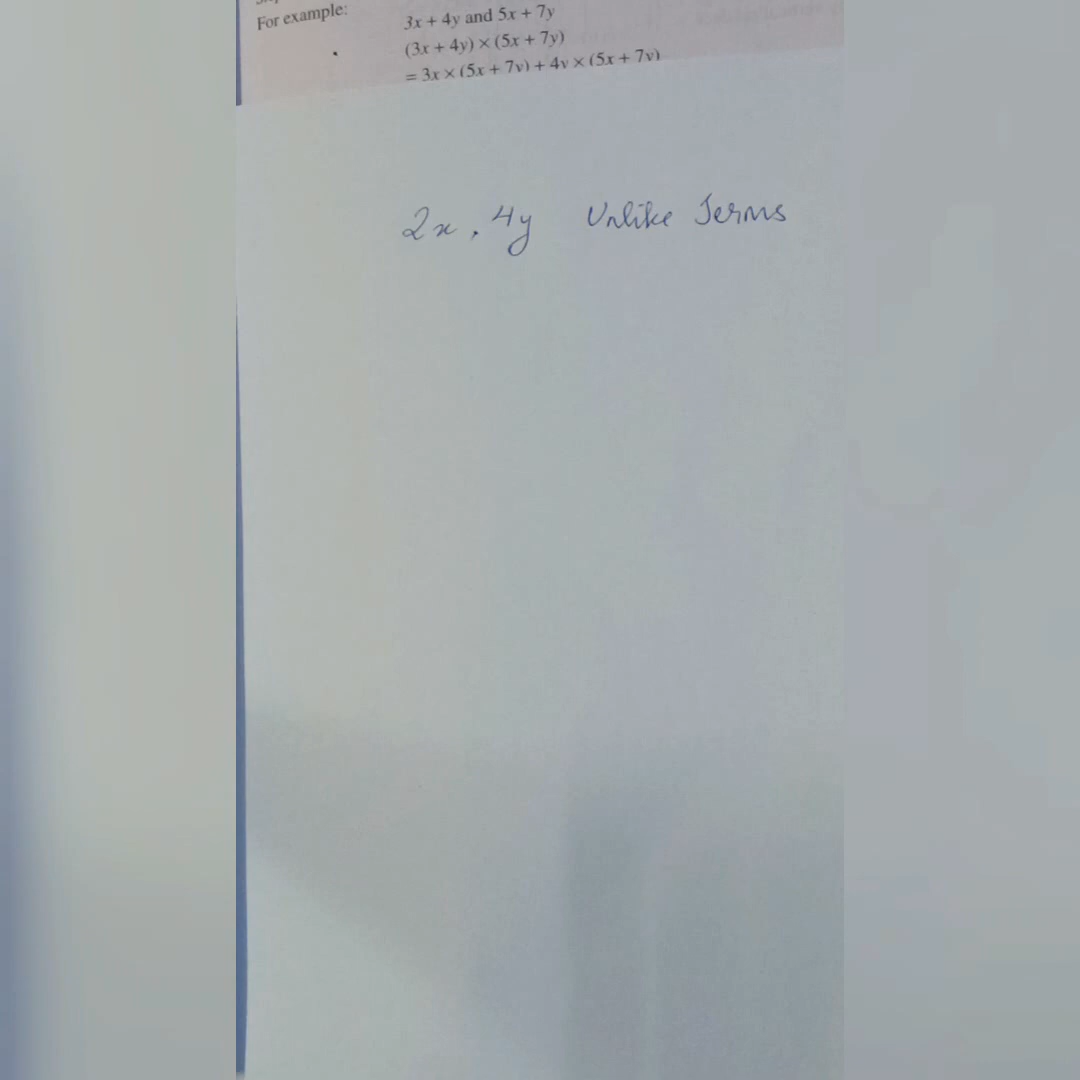 For example:
3x + 4y and 5x + 7y
(3x + 4y) × (5x + 7y)
= 3x × (5x + 7y) + 4y × (5x + 7y)
2x, 4y Unlike Terms